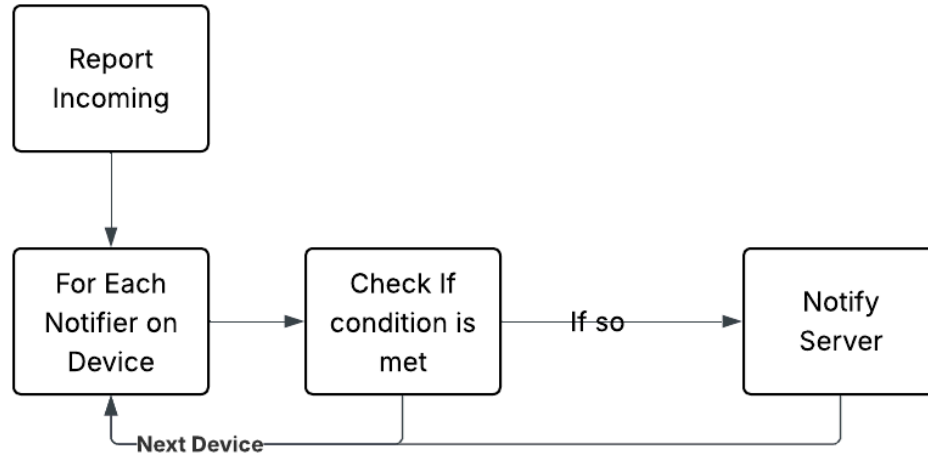 Report
Incoming
For Each
Notifier on
Device
Check If
condition is
met
If so
Notify
Server
Next Device